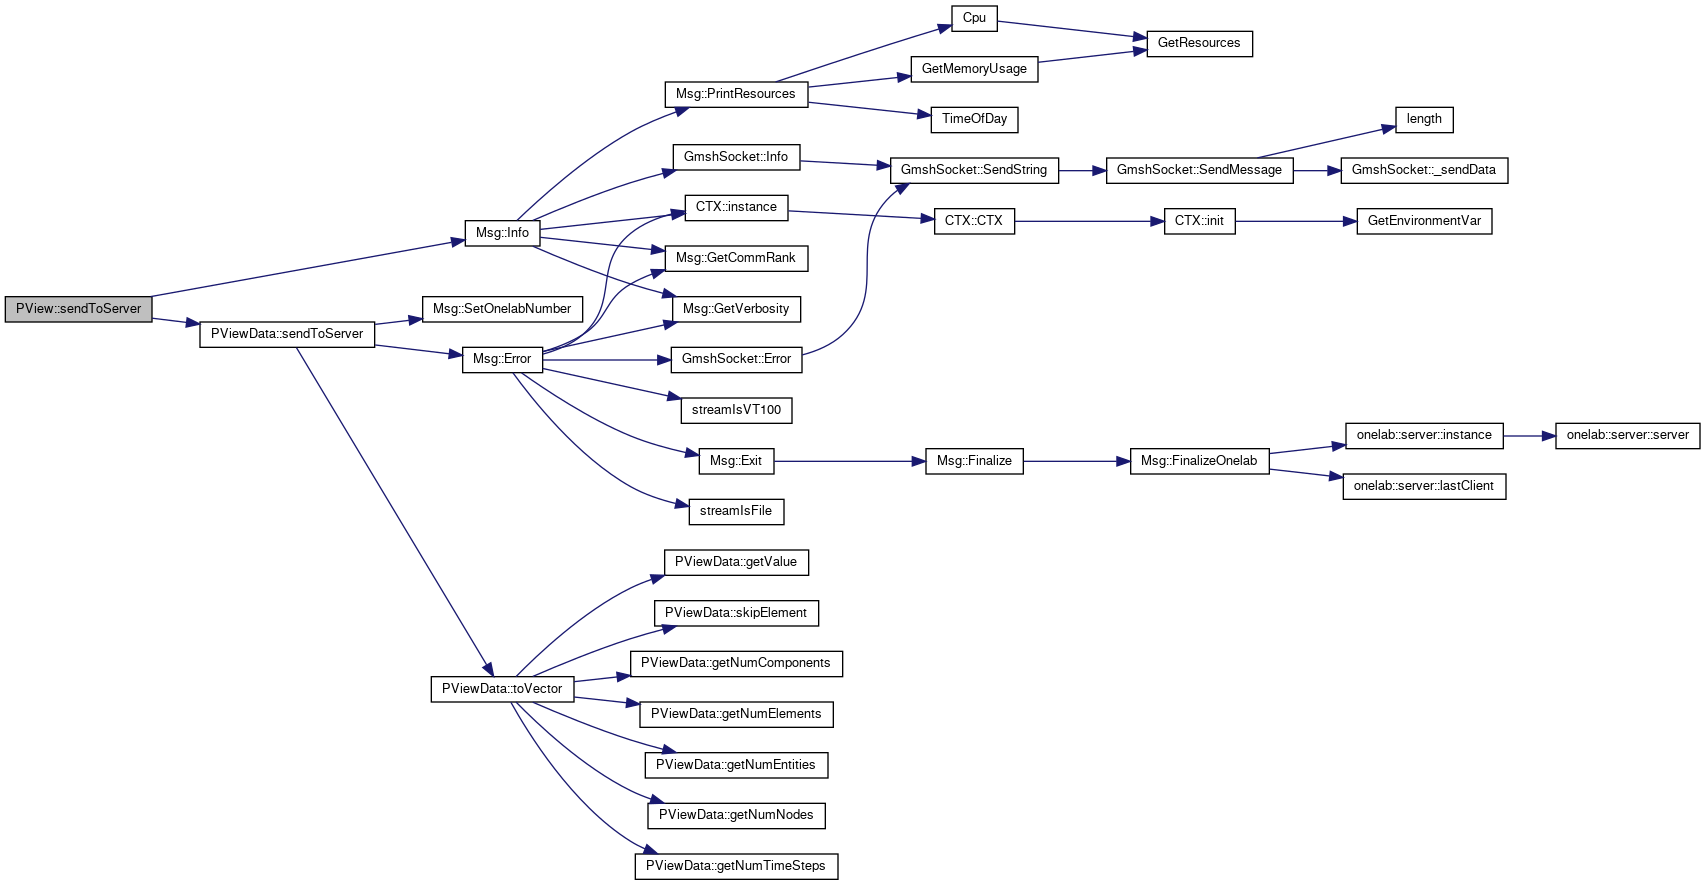 Cpu
GetResources
GetMemoryUsage
Msg::PrintResources
TimeOfDay
length
GmshSocket::Info
GmshSocket::SendString
GmshSocket::SendMessage
GmshSocket::_sendData
CTX::instance
CTX::CTX
CTX::init
GetEnvironmentVar
Msg::Info
Msg::GetCommRank
PView::sendToServer
Msg::SetOnelabNumber
Msg::GetVerbosity
PViewData::sendToServer
Msg::Error
GmshSocket::Error
streamIsVT100
onelab::server::instance
onelab::server::server
Msg::Exit
Msg::Finalize
Msg::FinalizeOnelab
onelab::server::lastClient
streamIsFile
PViewData::getValue
PViewData::skipElement
PViewData::getNumComponents
PViewData::toVector
PViewData::getNumElements
PViewData::getNumEntities
PViewData::getNumNodes
PViewData::getNumTimeSteps